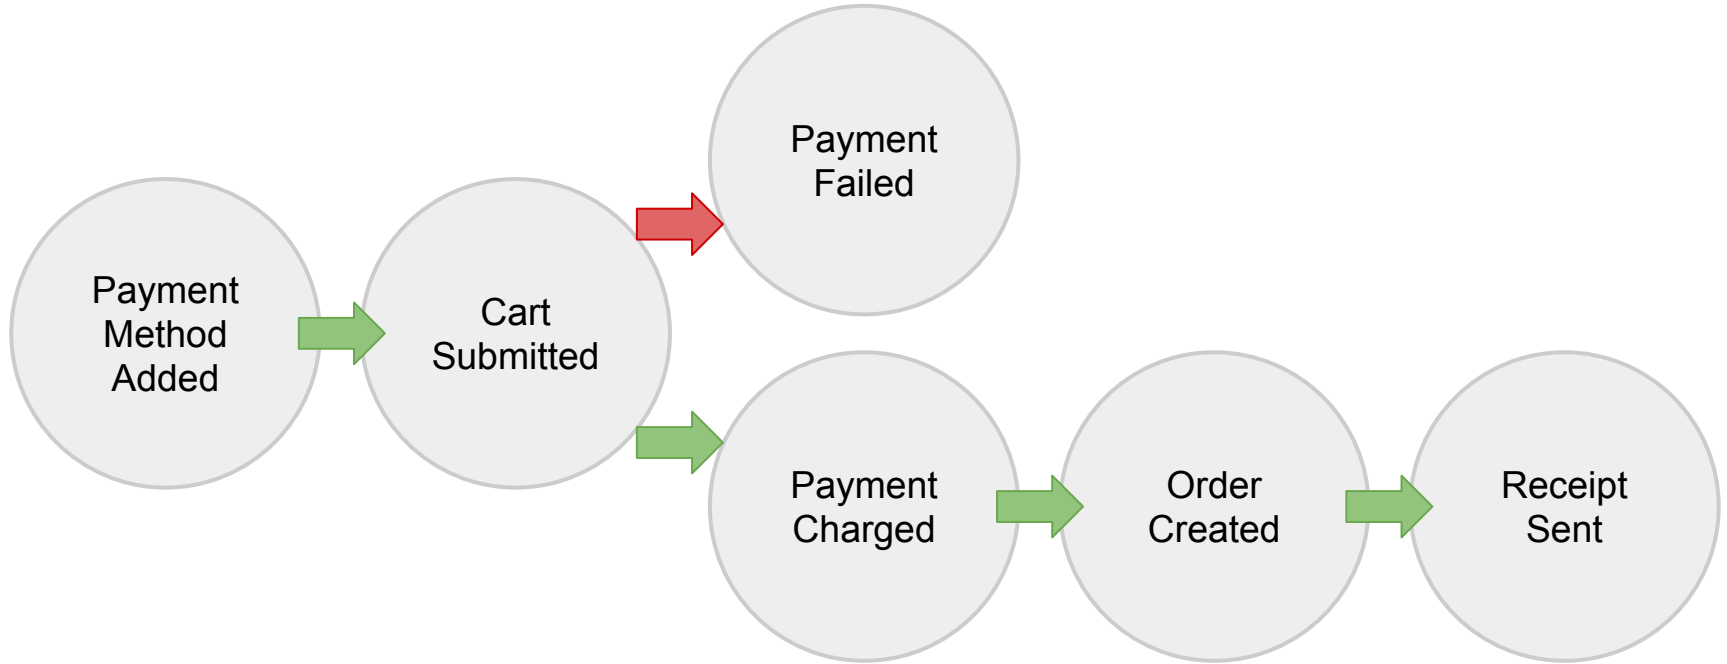 Payment
Method
Added
Cart
Submitted
Payment
Failed
Payment
Charged
Order
Created
Receipt
Sent